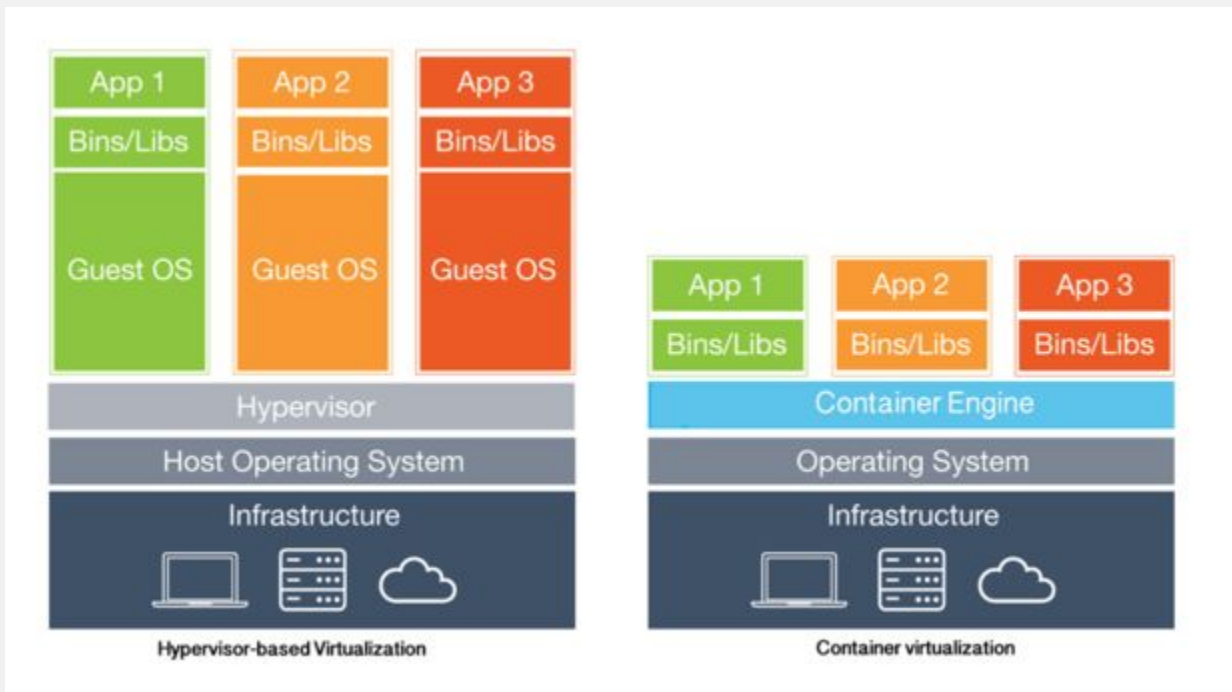 App 1
App 2
App 3
Bins/Libs
Bins/Libs
Bins/Libs
Guest OS
Guest OS
Guest OS
Hypervisor
Host Operating System
Infrastructure
Hypervisor-based Virtualization
App 1
App 2
App 3
Bins/Libs
Bins/Libs
Bins/Libs
Container Engine
Operating System
Infrastructure
Container virtualization